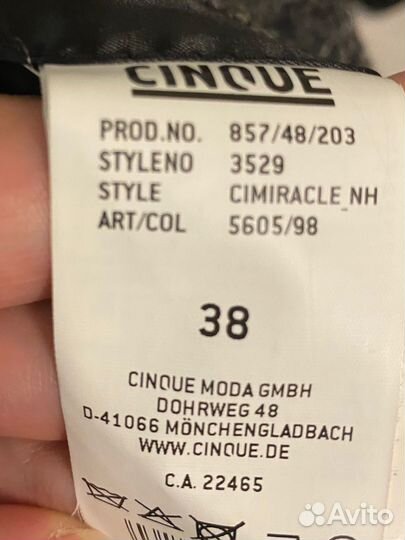 CINQUE
PROD.NO. 857/48/203
STYLENO 3529
STYLE CIMIRACLE_NH
ART/COL 5605/98
38
CINQUE MODA GMBH
DOHRWEG 48
D-41066 MÖNCHENGLADBACH
WWW.CINQUE.DE
C.A. 22465
Avito